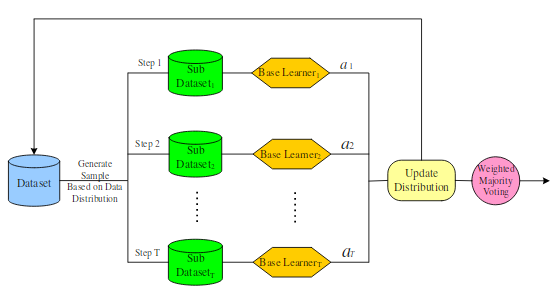 Step 1
Sub
Dataset1
Base Learner1
a1
Step 2
Sub
Dataset2
Base Learner2
a2
Dataset
Generate
Sample
Based on Data
Distribution
Update
Distribution
Weighted
Majority
Voting
Step T
Sub
DatasetT
Base LearnerT
aT